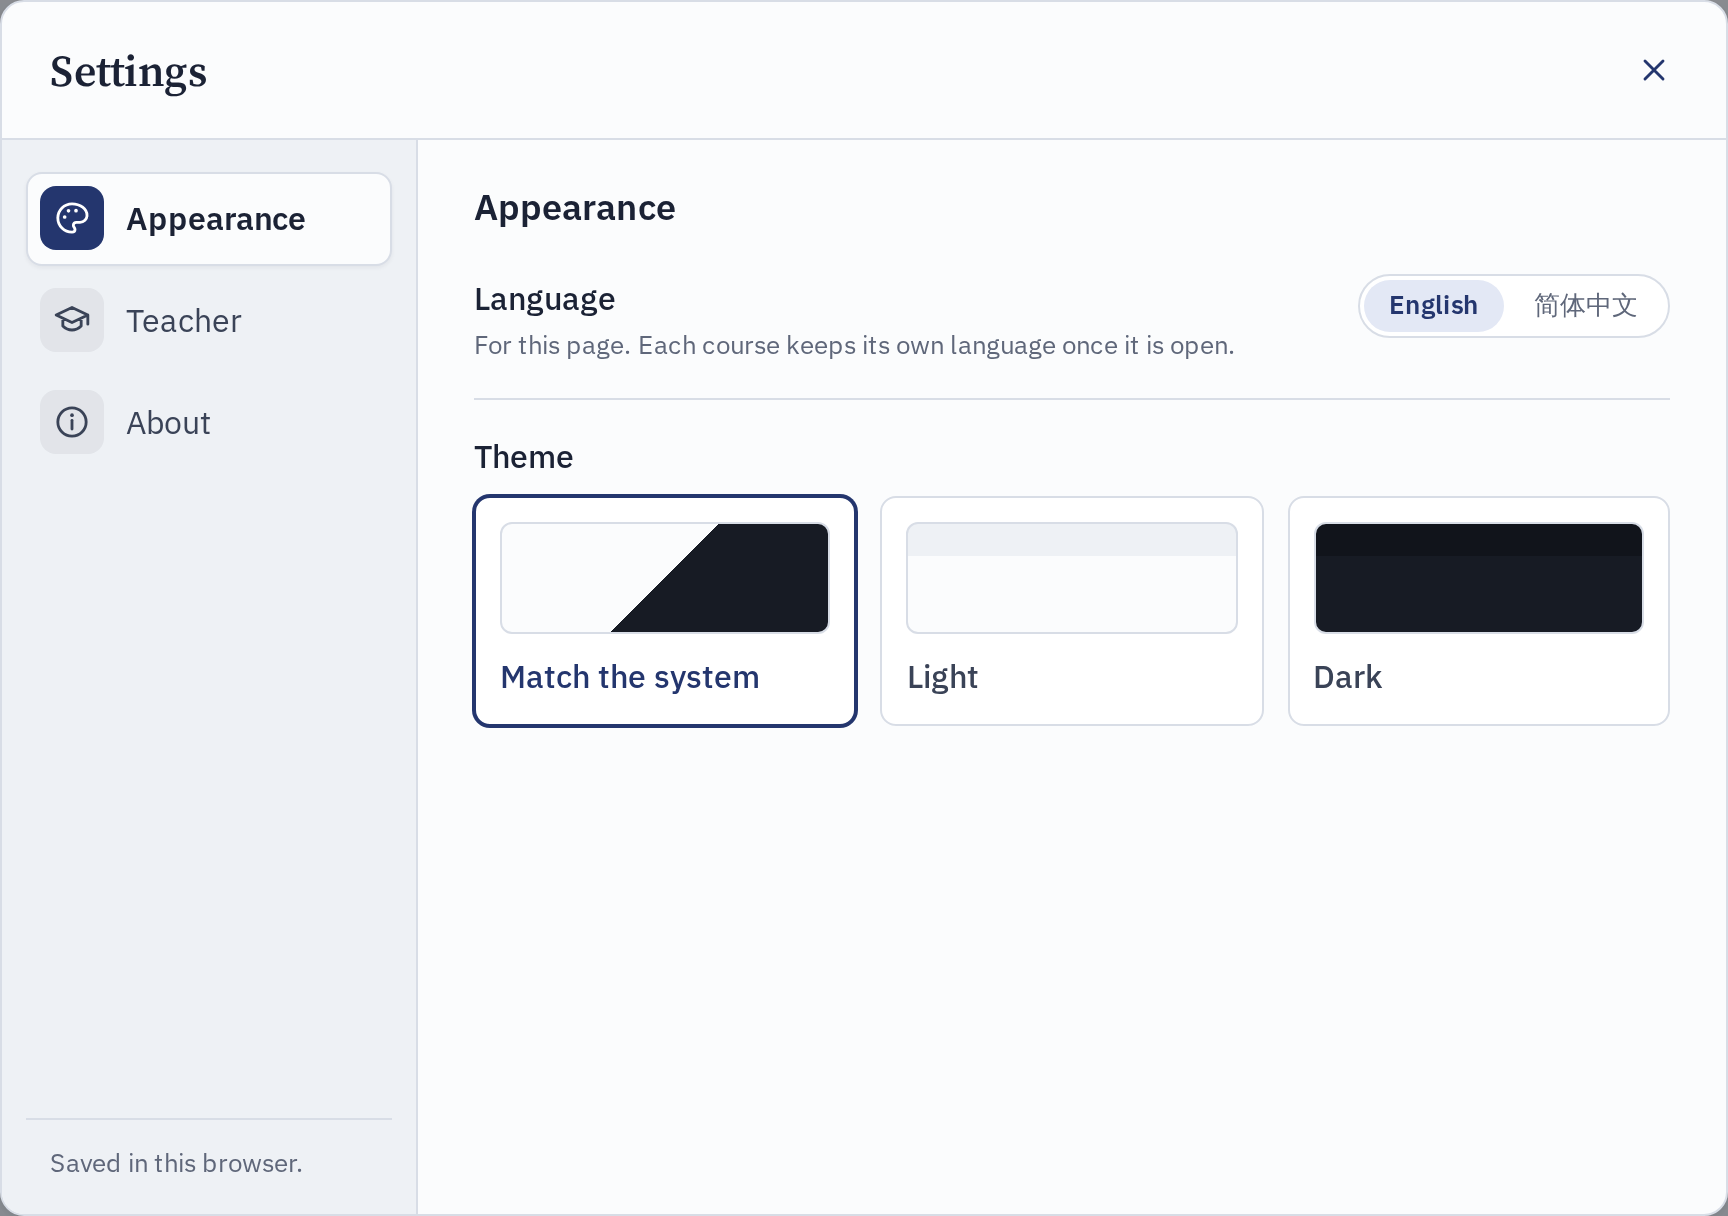 Settings
Appearance
Teacher
About
Saved in this browser.
Appearance
Language
For this page. Each course keeps its own language once it is open.
English
简体中文
Theme
Match the system
Light
Dark